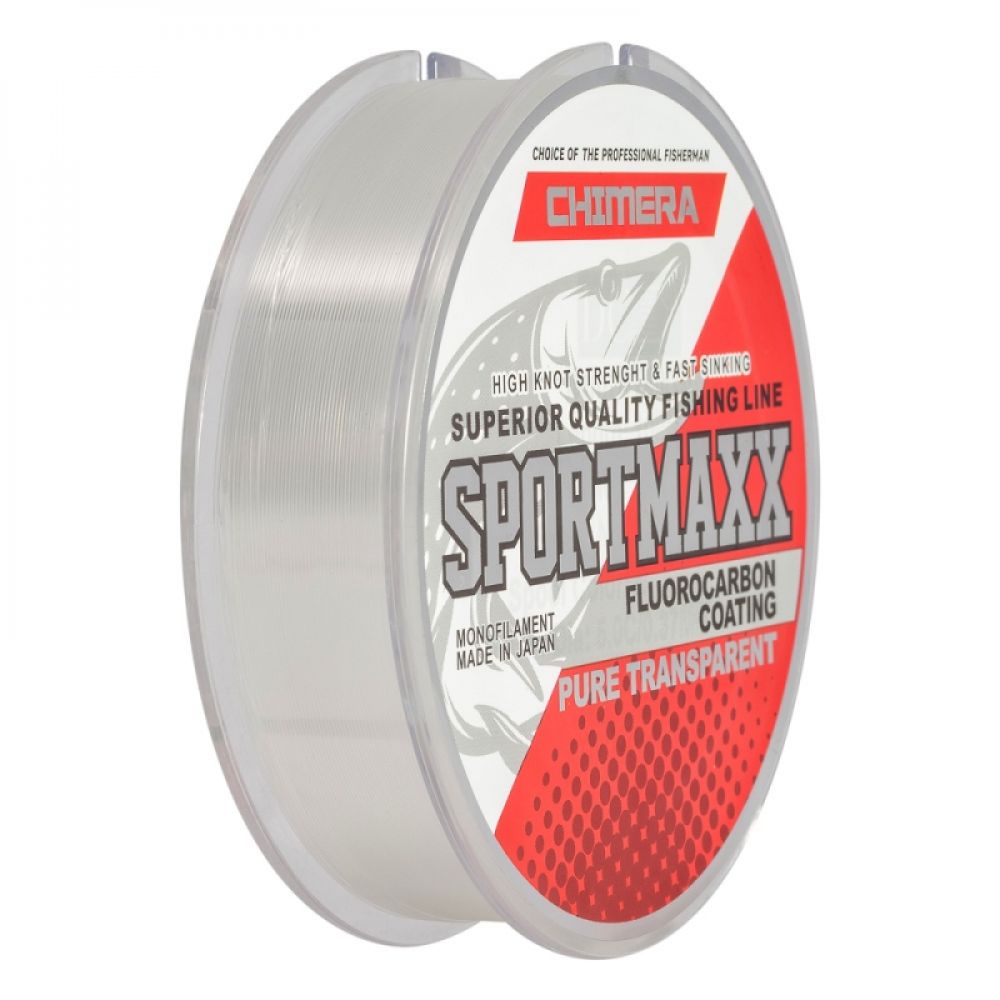 CHOICE OF THE PROFESSIONAL FISHERMAN
CHIMERA
HIGH KNOT STRENGHT & FAST SINKING
SUPERIOR QUALITY FISHING LINE
SPORTMAXX
FLUOROCARBON
COATING
MONOFILAMENT
MADE IN JAPAN
PURE TRANSPARENT